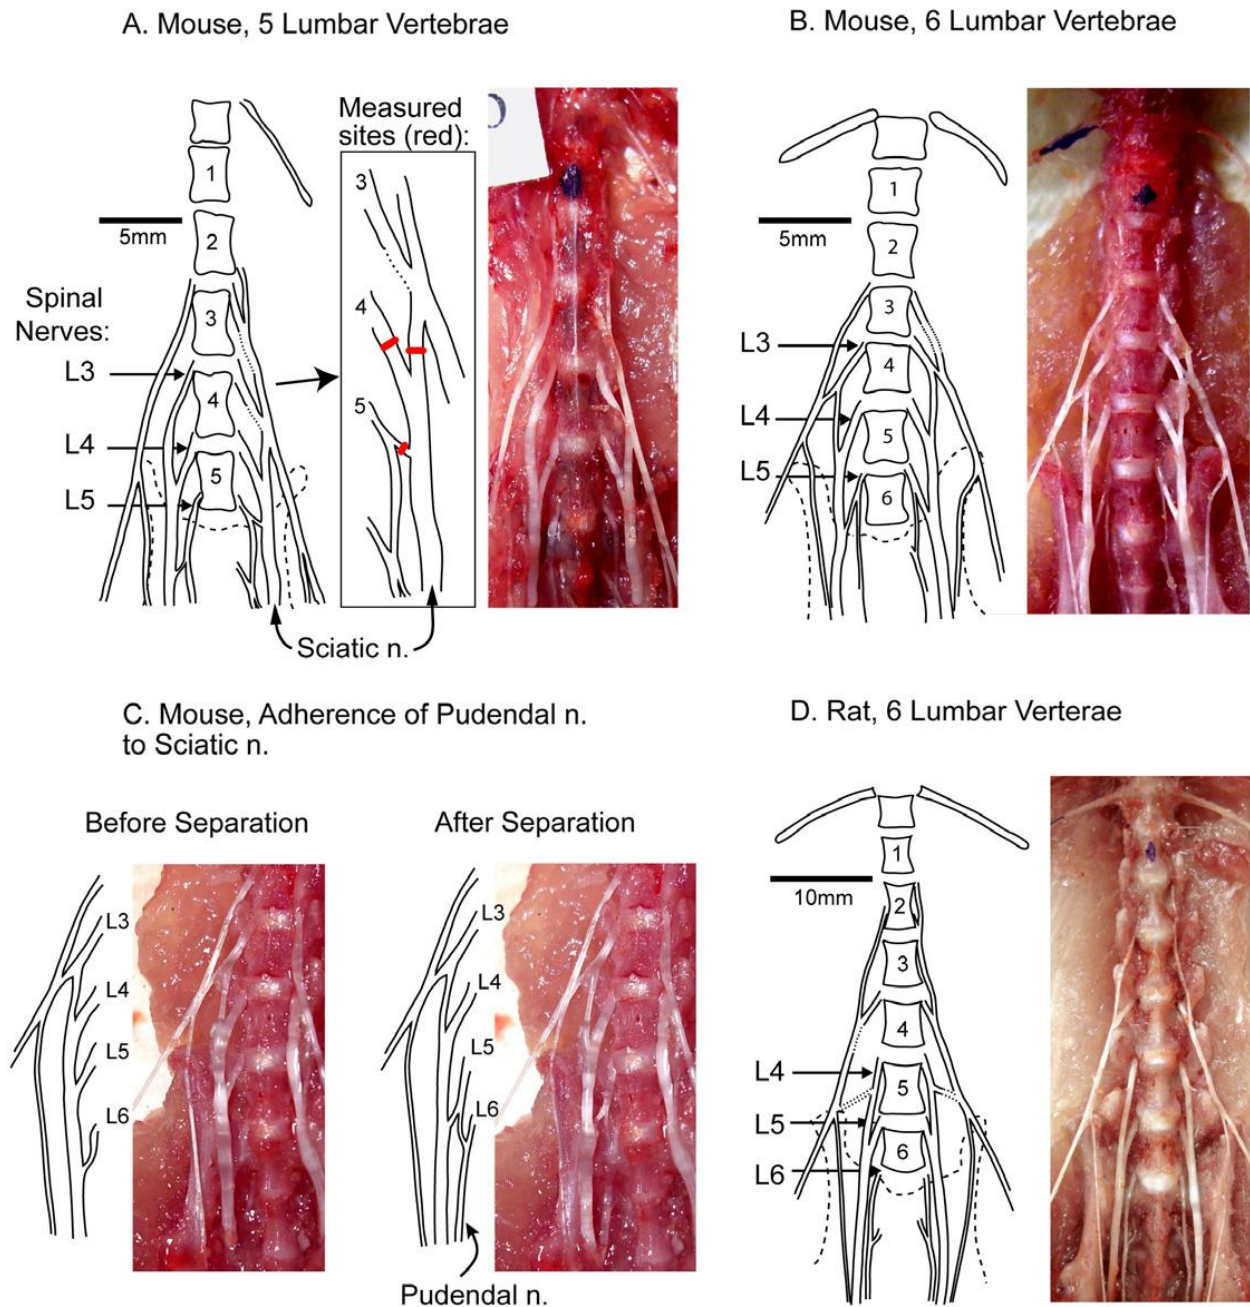 A. Mouse, 5 Lumbar Vertebrae
Measured
sites (red):
1
2
3
4
5
5mm
Spinal
Nerves:
L3
L4
L5
3
4
5
Sciatic n.
B. Mouse, 6 Lumbar Vertebrae
1
2
3
4
5
6
5mm
L3
L4
L5
C. Mouse, Adherence of Pudendal n.
to Sciatic n.
Before Separation
L3
L4
L5
L6
After Separation
L3
L4
L5
L6
Pudendal n.
D. Rat, 6 Lumbar Verterae
1
2
3
4
5
6
10mm
L4
L5
L6